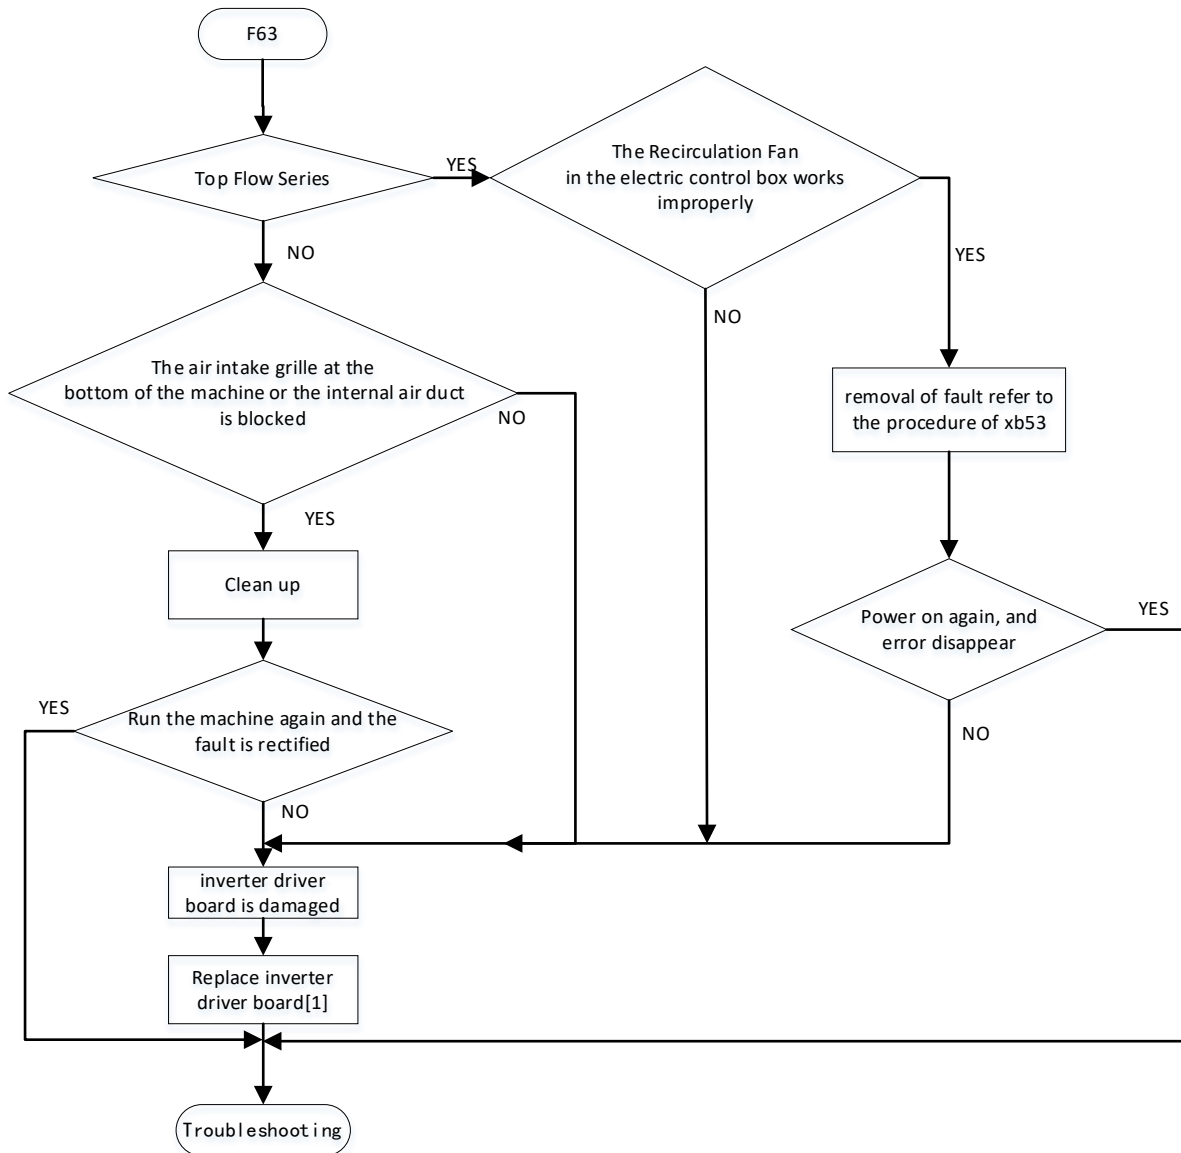 F63
Top Flow Series
YES
The Recirculation Fan
in the electric control box works
improperly
YES
NO
NO
The air intake grille at the
bottom of the machine or the internal air duct
is blocked
NO
removal of fault refer to
the procedure of xb53
YES
Clean up
Power on again, and
error disappear
YES
YES
Run the machine again and the
fault is rectified
NO
NO
inverter driver
board is damaged
Replace inverter
driver board[1]
Troubleshooting